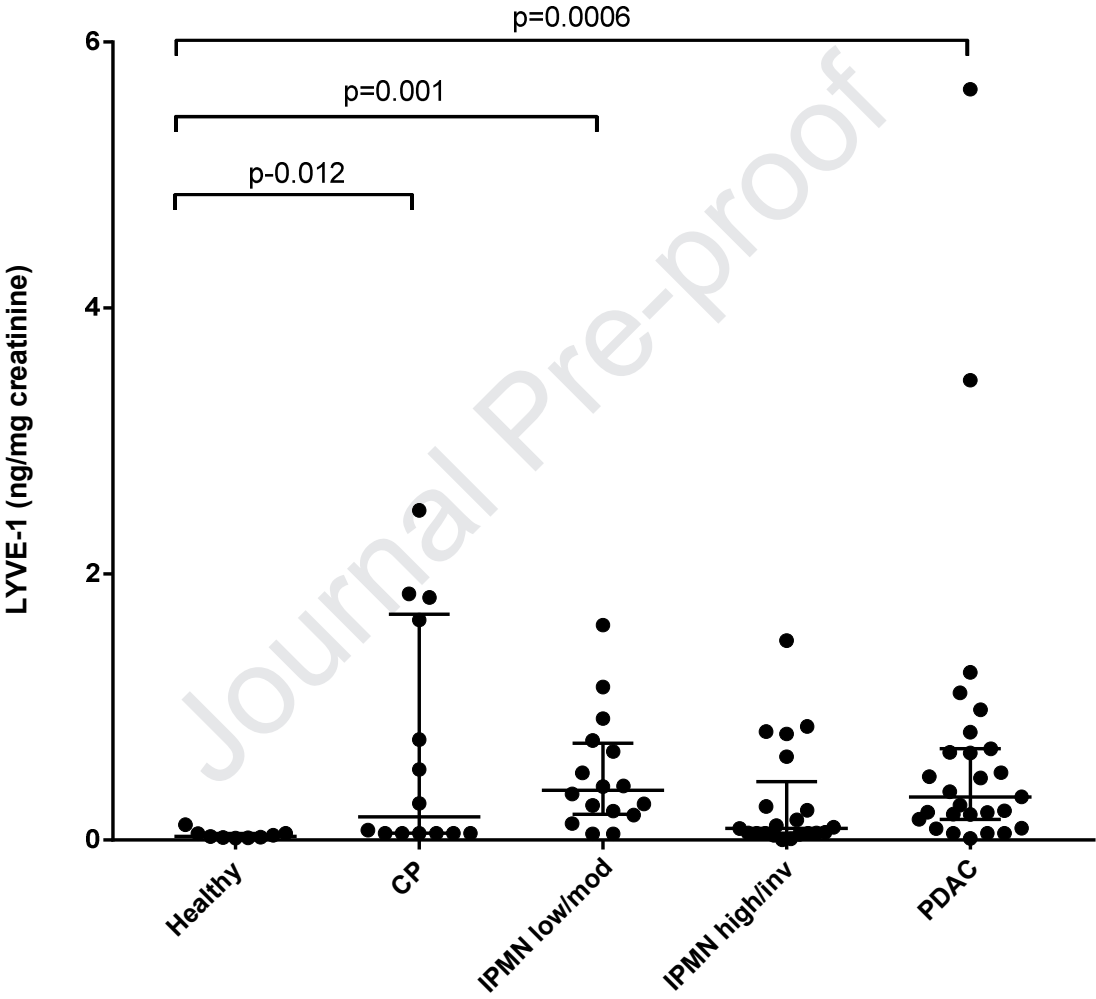 p=0.0006
6
p=0.001
p-0.012
4
2
0
LYVE-1 (ng/mg creatinine)
Healthy
CP
IPMN low/mod
IPMN high/inv
PDAC
Journal Pre-proof